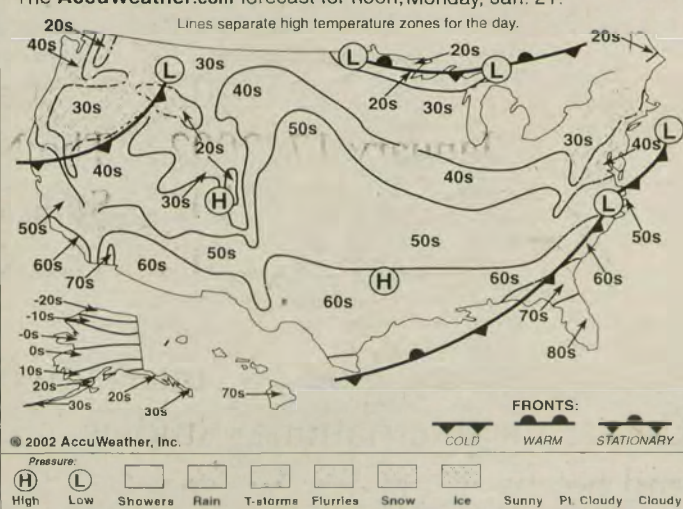 The AccuWeather.com forecast for noon, Monday, Jan. 21.
Lines separate high temperature zones for the day.
20s
40s
30s
30s
20s
40s
30s
40s
50s
60s
70s
60s
50s
40s
50s
20s
20s
30s
20s
30s
40s
40s
50s
50s
60s
60s
60s
70s
80s
L
L
L
L
L
H
H
-20s
-10s
-0s
0s
10s
20s
30s
20s
30s
70s
FRONTS:
COLD WARM STATIONARY
© 2002 AccuWeather, Inc.
Pressure:
H L
High Low Showers Rain T-storms Flurries Snow Ice Sunny Pt. Cloudy Cloudy